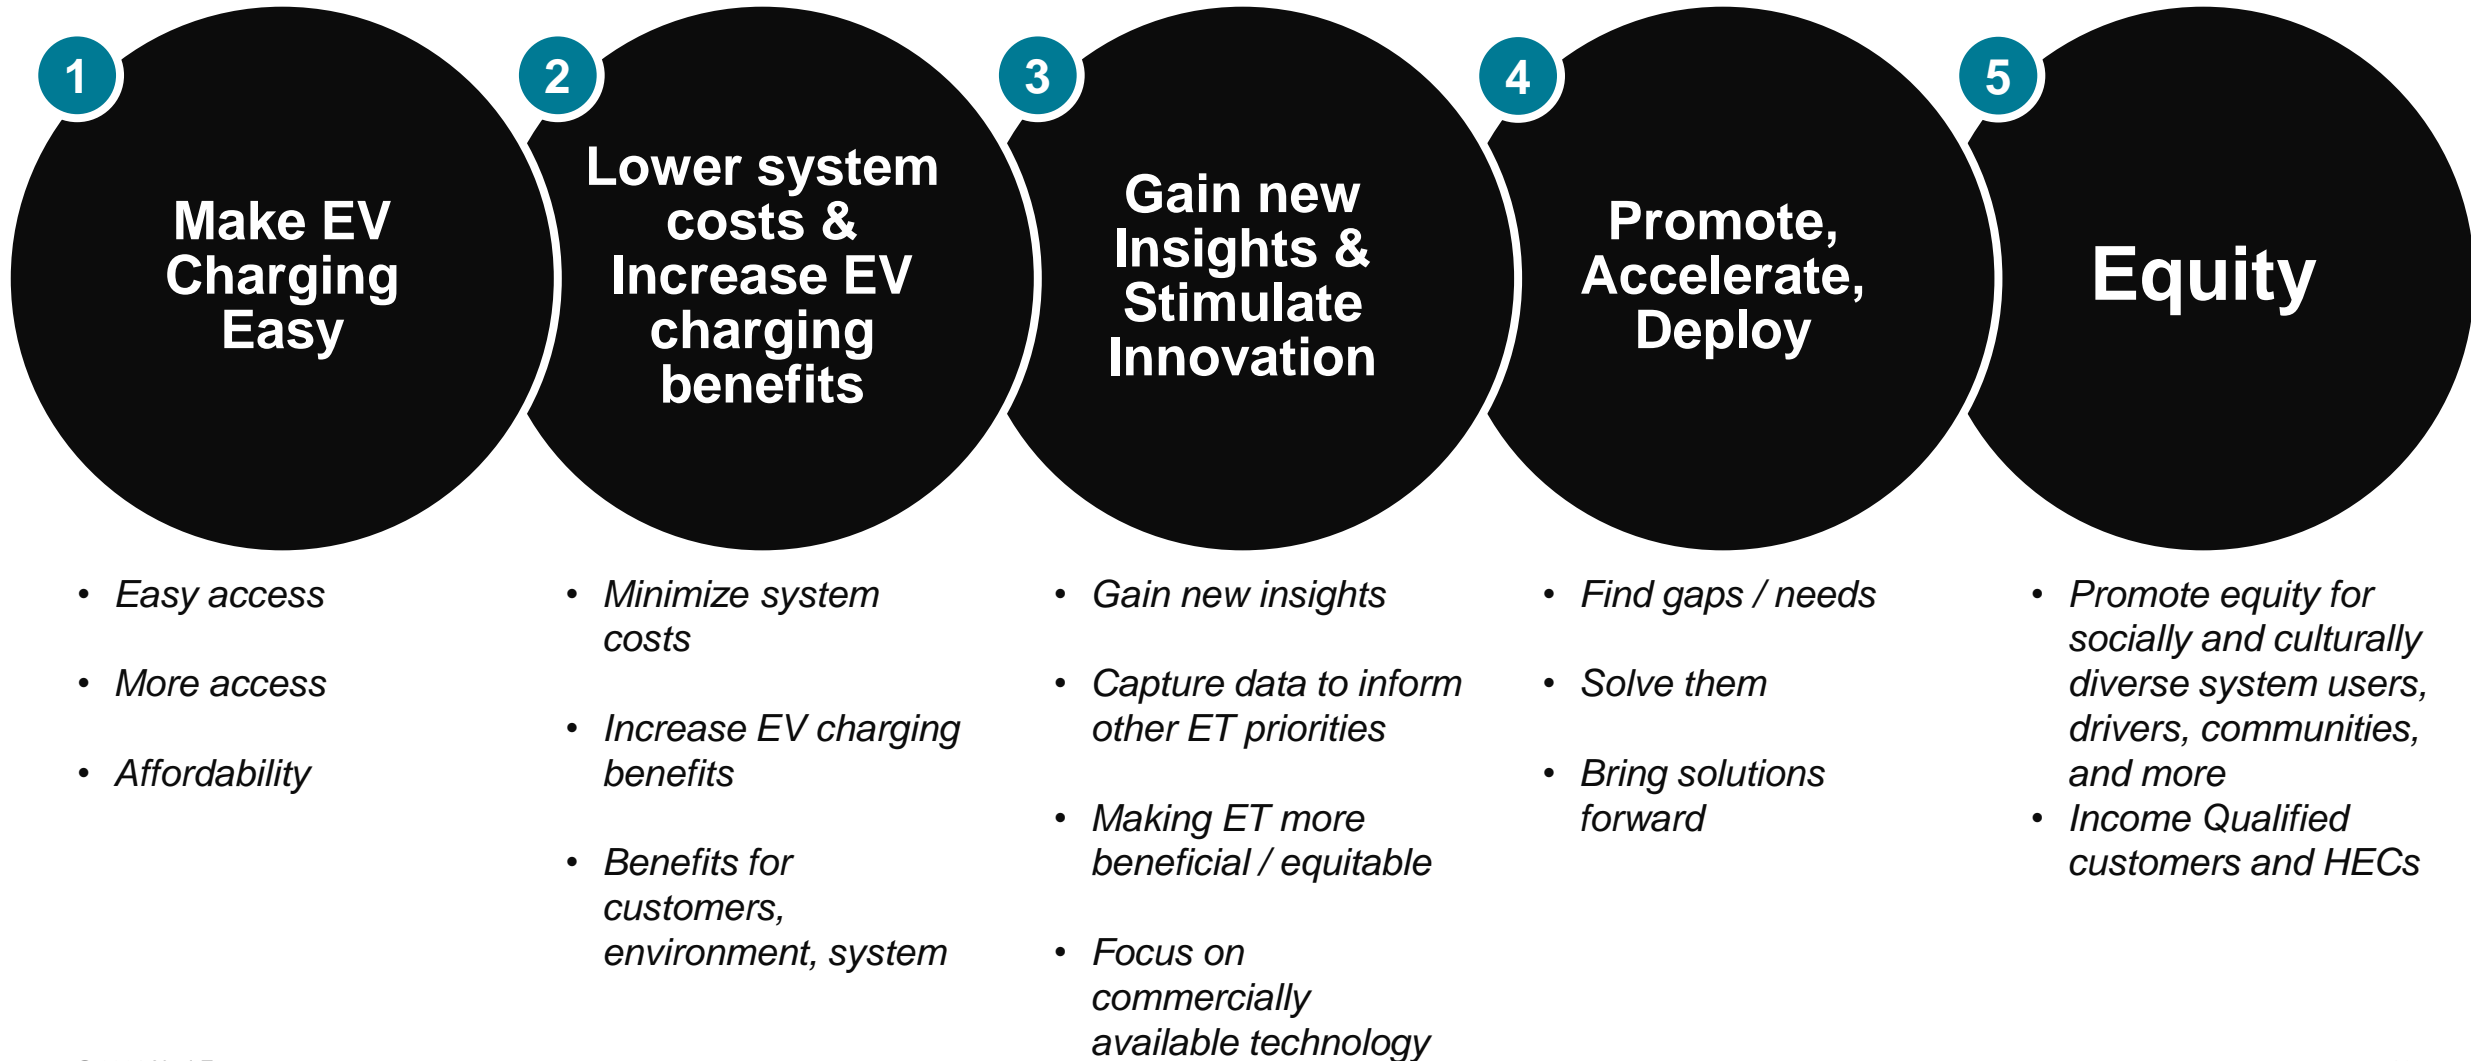 1
Make EV
Charging
Easy
• Easy access
• More access
• Affordability
2
Lower system
costs &
Increase EV
charging
benefits
• Minimize system
costs
• Increase EV charging
benefits
• Benefits for
customers,
environment, system
3
Gain new
Insights &
Stimulate
Innovation
• Gain new insights
• Capture data to inform
other ET priorities
• Making ET more
beneficial / equitable
• Focus on
commercially
available technology
4
Promote,
Accelerate,
Deploy
• Find gaps / needs
• Solve them
• Bring solutions
forward
5
Equity
• Promote equity for
socially and culturally
diverse system users,
drivers, communities,
and more
• Income Qualified
customers and HECs